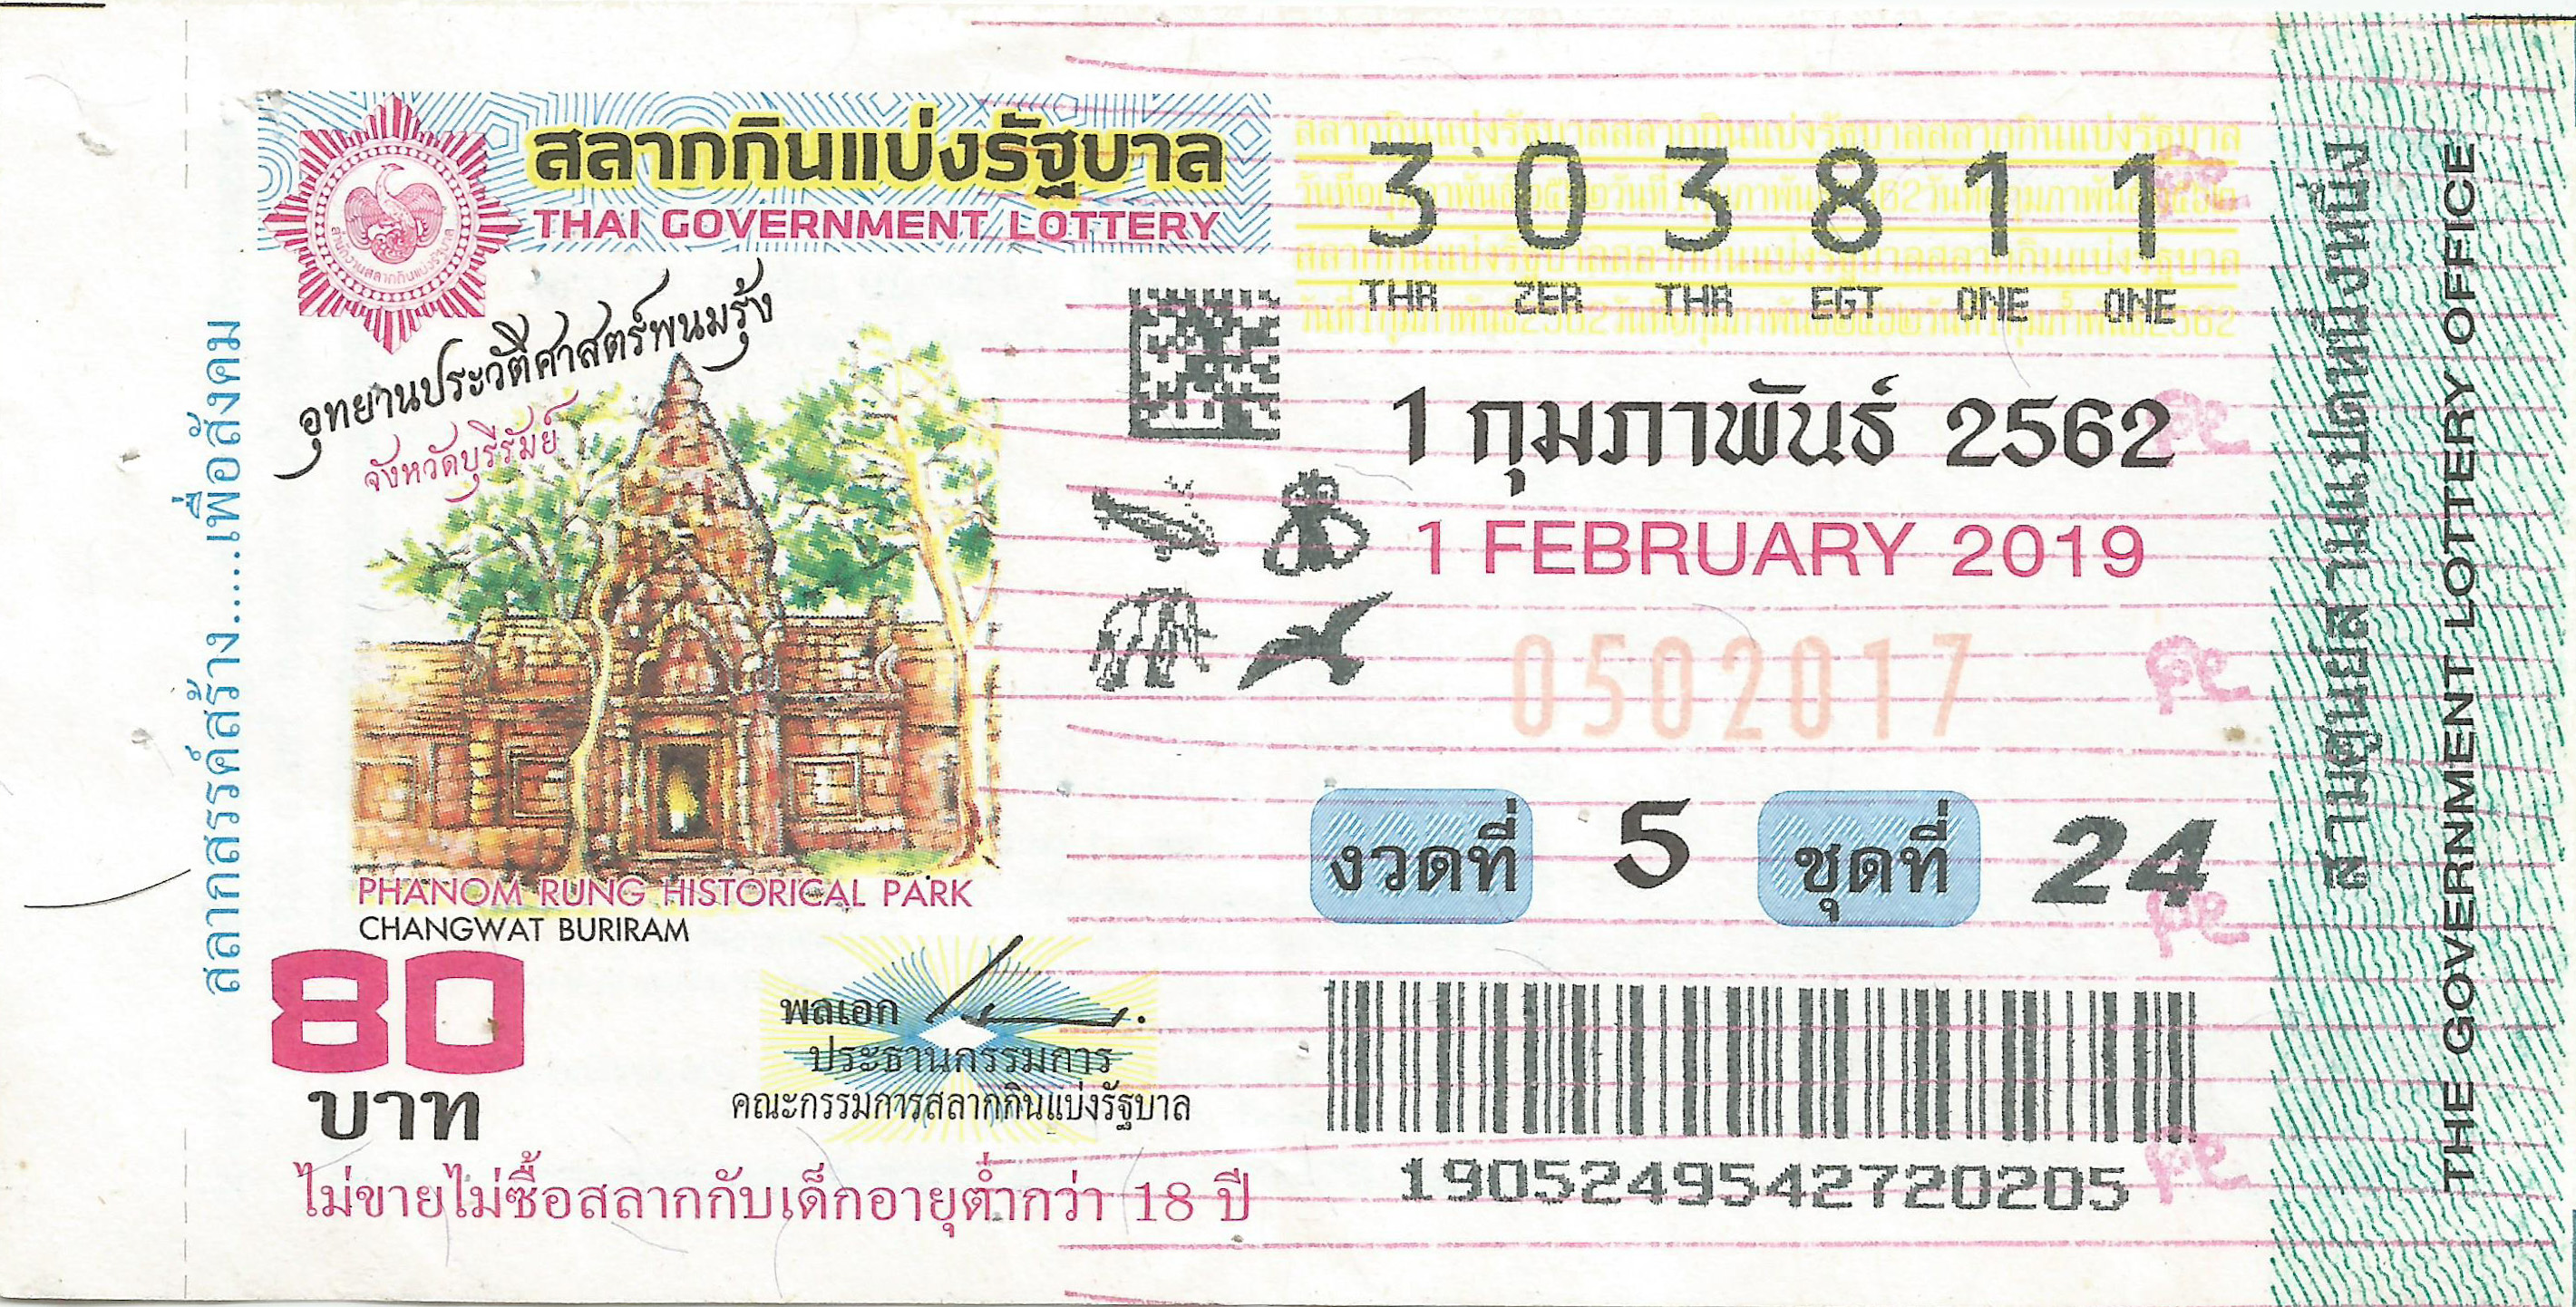 สลากกินแบ่งรัฐบาล
THAI GOVERNMENT LOTTERY
สำนักงานสลากกินแบ่งรัฐบาล
อุทยานประวัติศาสตร์พนมรุ้ง
จังหวัดบุรีรัมย์
PHANOM RUNG HISTORICAL PARK
CHANGWAT BURIRAM
80
บาท
พลเอก
ประธานกรรมการ
คณะกรรมการสลากกินแบ่งรัฐบาล
ไม่ขายไม่ซื้อสลากกับเด็กอายุต่ำกว่า 18 ปี
สลากสรรค์สร้าง.....เพื่อสังคม
3 0 3 8 1 1
THR ZER THR EGT ONE ONE
1 กุมภาพันธ์ 2562
1 FEBRUARY 2019
0502017
งวดที่ 5 ชุดที่ 24
1905249542720205
สามศูนย์สามแปดหนึ่งหนึ่ง
THE GOVERNMENT LOTTERY OFFICE